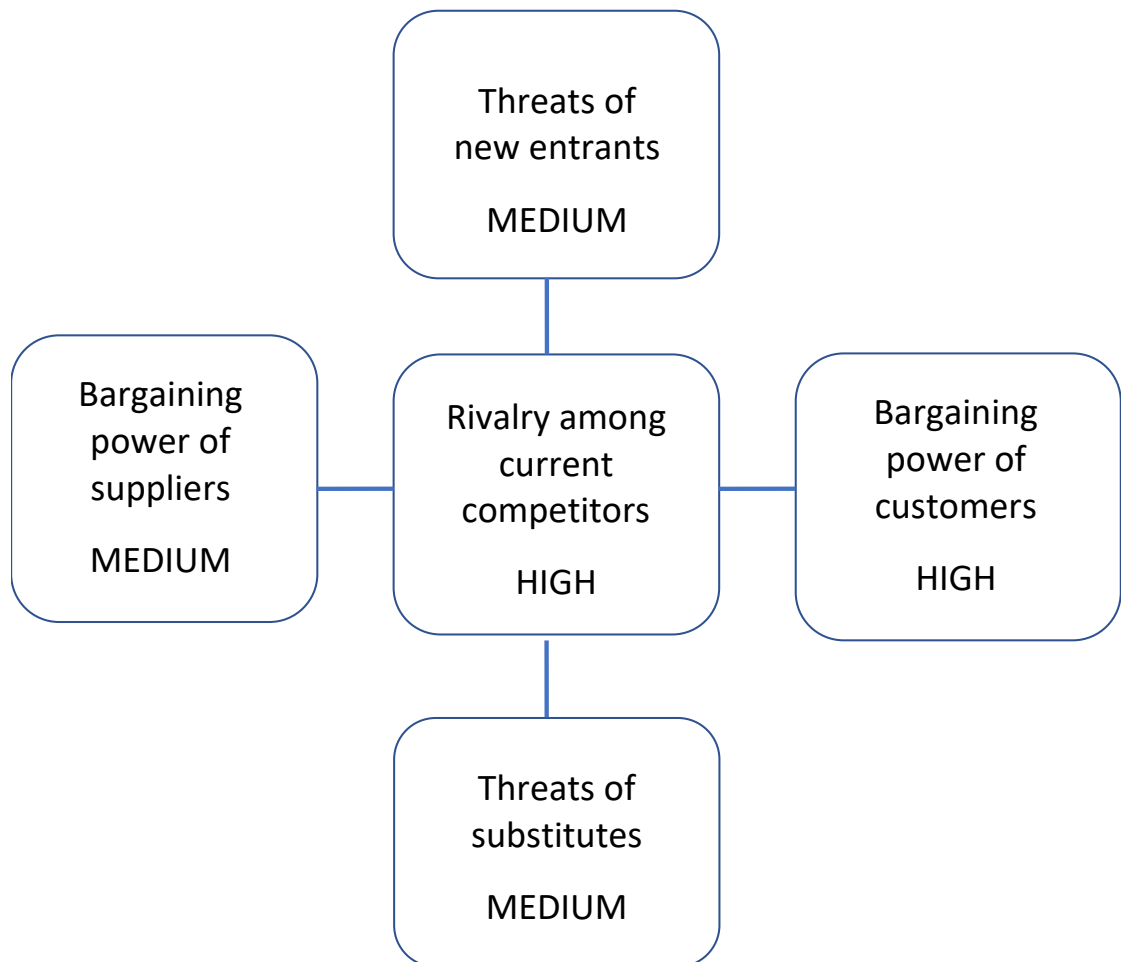 Threats of
new entrants
MEDIUM
Bargaining
power of
suppliers
MEDIUM
Rivalry among
current
competitors
HIGH
Bargaining
power of
customers
HIGH
Threats of
substitutes
MEDIUM